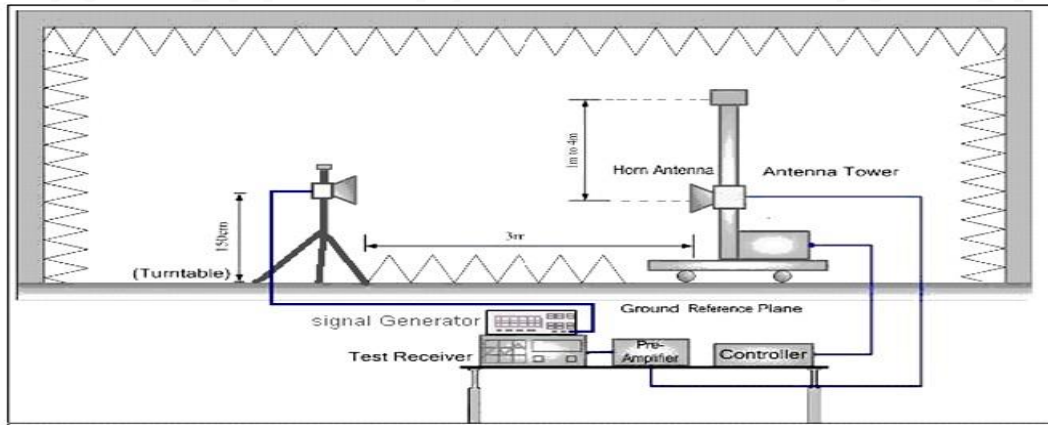 1m to 4m
Horn Antenna
Antenna Tower
150cm
3m
(Turntable)
Ground Reference Plane
signal Generator
Test Receiver
Pre-
Amplifier
Controller